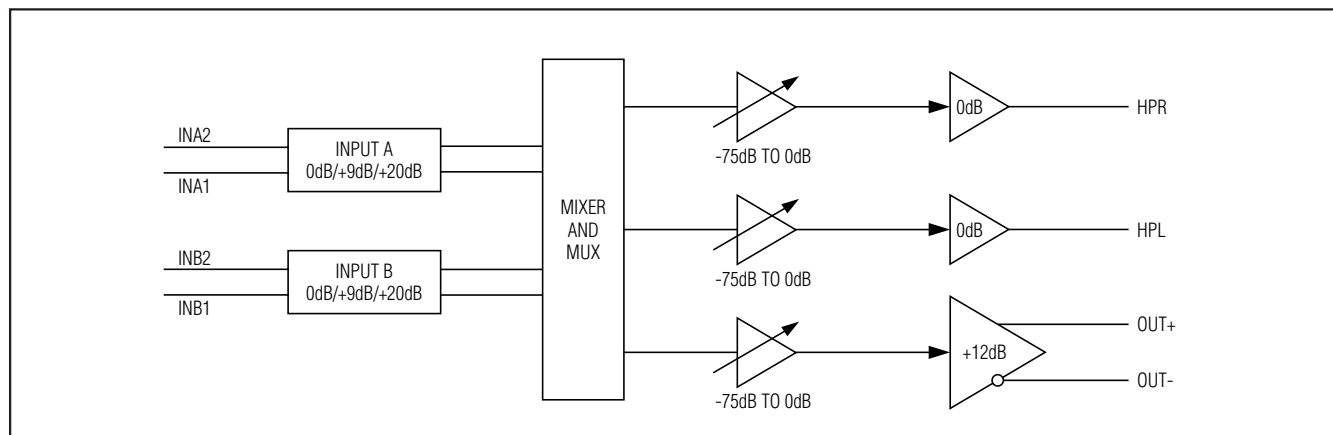 INA2
INA1
INPUT A
0dB/+9dB/+20dB
INB2
INB1
INPUT B
0dB/+9dB/+20dB
MIXER
AND
MUX
-75dB TO 0dB
0dB
HPR
-75dB TO 0dB
0dB
HPL
-75dB TO 0dB
+12dB
OUT+
OUT-